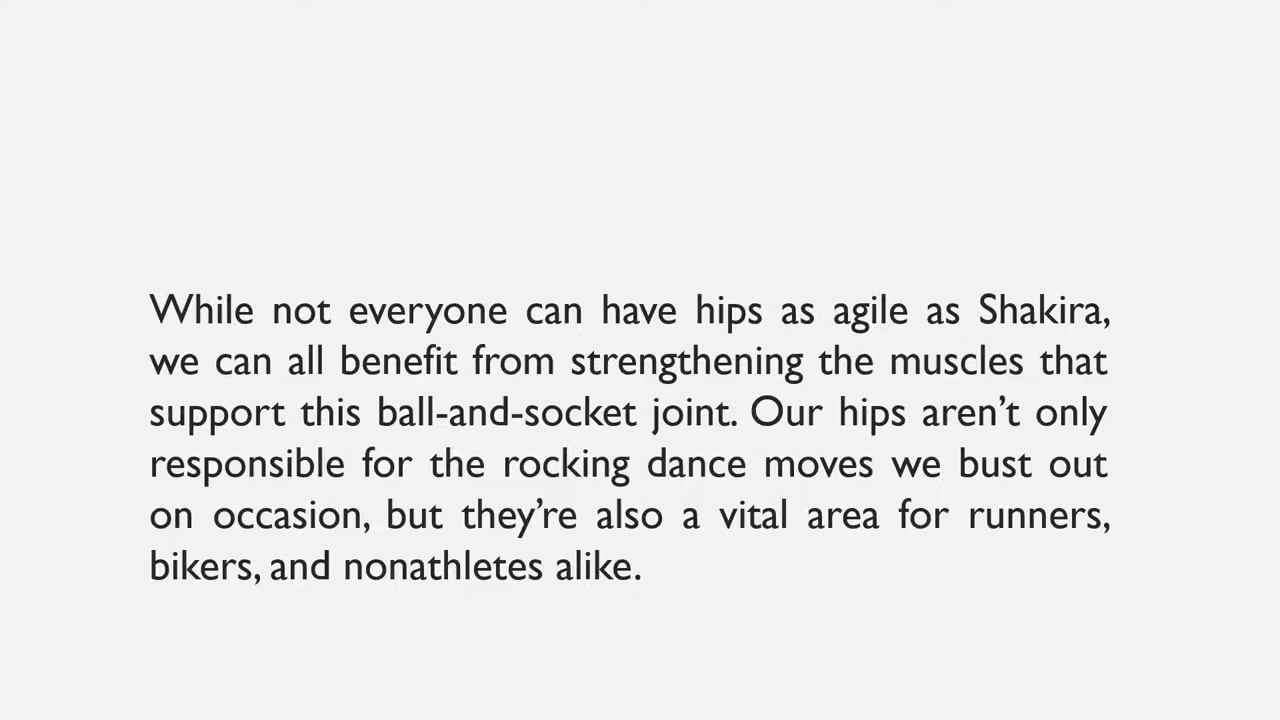 While not everyone can have hips as agile as Shakira,
we can all benefit from strengthening the muscles that
support this ball-and-socket joint. Our hips aren’t only
responsible for the rocking dance moves we bust out
on occasion, but they’re also a vital area for runners,
bikers, and nonathletes alike.